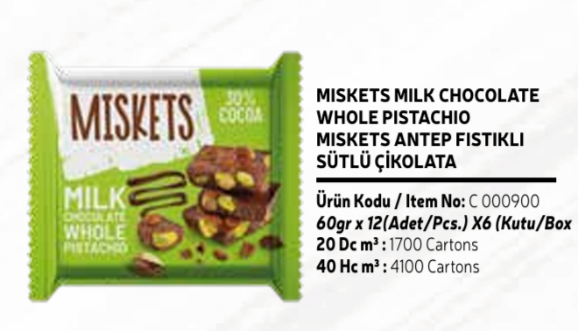 MISKETS
30%
COCOA
MILK
CHOCOLATE
WHOLE
PISTACHIO
MISKETS MILK CHOCOLATE
WHOLE PISTACHIO
MISKETS ANTEP FISTIKLI
SÜTLÜ ÇİKOLATA
Ürün Kodu / Item No: C 000900
60gr x 12(Adet/Pcs.) X6 (Kutu/Box
20 Dc m³ : 1700 Cartons
40 Hc m³ : 4100 Cartons